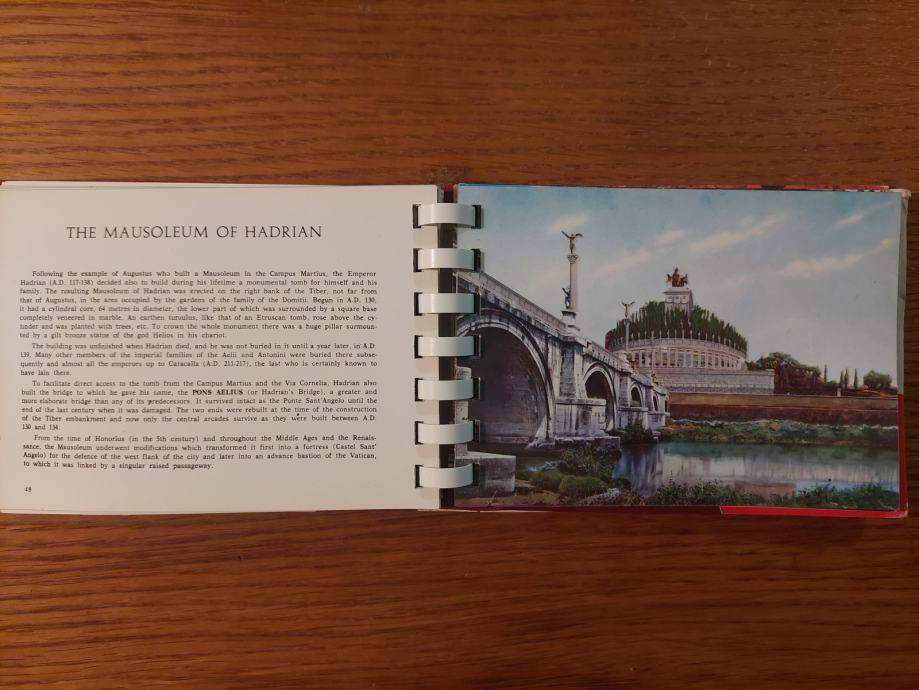 THE MAUSOLEUM OF HADRIAN
Following the example of Augustus who built a Mausoleum in the Campus Martius, the Emperor
Hadrian (A.D. 117-138) decided also to build during his lifetime a monumental tomb for himself and his
family. The resulting Mausoleum of Hadrian was erected on the right bank of the Tiber, not far from
that of Augustus, in the area occupied by the gardens of the family of the Domitii. Begun in A.D. 130,
it had a cylindral core, 64 metres in diameter, the lower part of which was surrounded by a square base
completely veneered in marble. An earthen tumulus, like that of an Etruscan tomb, rose above the cy-
linder and was planted with trees, etc. To crown the whole monument there was a huge pillar surmoun-
ted by a gilt bronze statue of the god Helios in his chariot.
The building was unfinished when Hadrian died, and he was not buried in it until a year later, in A.D.
139. Many other members of the imperial families of the Aelii and Antonini were buried there subse-
quently and almost all the emperors up to Caracalla (A.D. 211-217), the last who is certainly known to
have lain there.
To facilitate direct access to the tomb from the Campus Martius and the Via Cornelia, Hadrian also
built the bridge to which he gave his name, the PONS AELIUS (or Hadrian's Bridge), a greater and
more elaborate bridge than any of its predecessors. It survived intact as the Ponte Sant'Angelo until the
end of the last century when it was damaged. The two ends were rebuilt at the time of the construction
of the Tiber embankment and now only the central arcades survive as they were built between A.D.
130 and 134.
From the time of Honorius (in the 5th century) and throughout the Middle Ages and the Renais-
sance, the Mausoleum underwent modifications which transformed it first into a fortress (Castel Sant'
Angelo) for the defence of the west flank of the city and later into an advance bastion of the Vatican,
to which it was linked by a singular raised passageway.
48